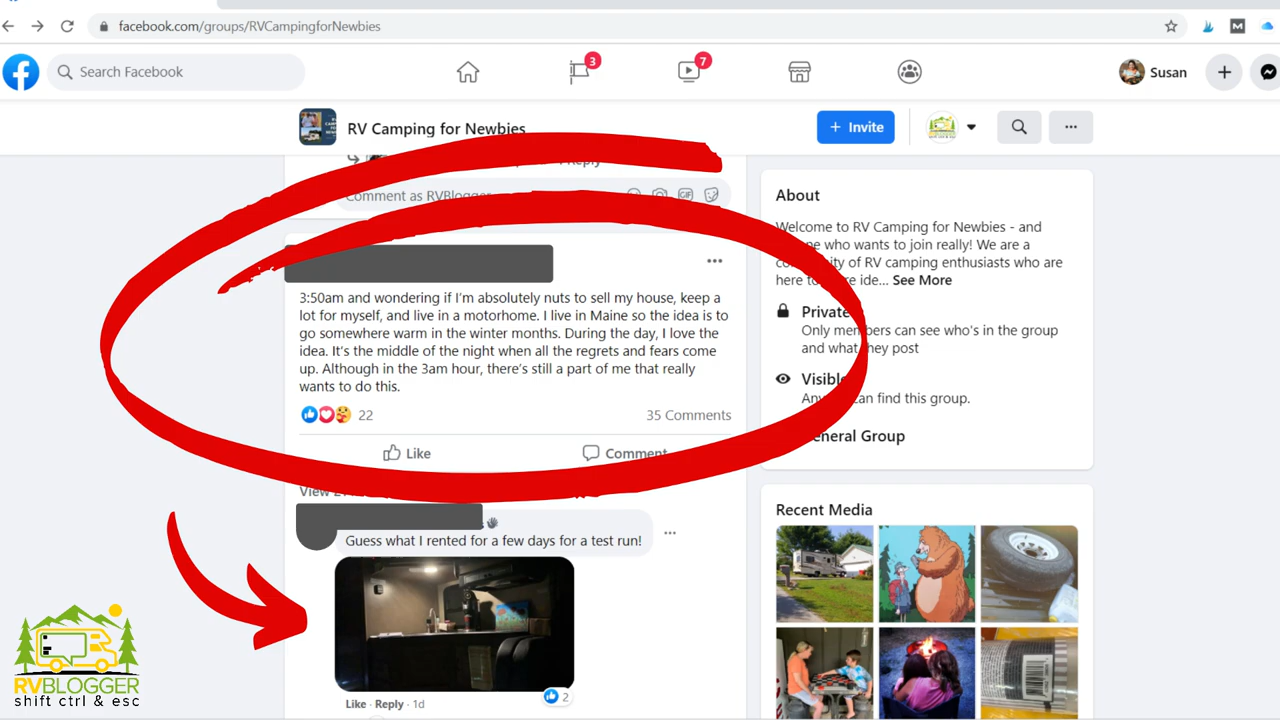 facebook.com/groups/RVCampingforNewbies
Search Facebook
3
7
Susan
RV Camping for Newbies
+ Invite
Reply
Comment as RVBlogger
GIF
3:50am and wondering if I'm absolutely nuts to sell my house, keep a
lot for myself, and live in a motorhome. I live in Maine so the idea is to
go somewhere warm in the winter months. During the day, I love the
idea. It's the middle of the night when all the regrets and fears come
up. Although in the 3am hour, there's still a part of me that really
wants to do this.
22
35 Comments
Like
Comment
View
Guess what I rented for a few days for a test run!
Like · Reply · 1d
2
About
Welcome to RV Camping for Newbies - and
who wants to join really! We are a
of RV camping enthusiasts who are
here ide... See More
Private
Only members can see who's in the group
and what they post
Visible
can find this group.
General Group
Recent Media
RVBLOGGER
shift ctrl & esc